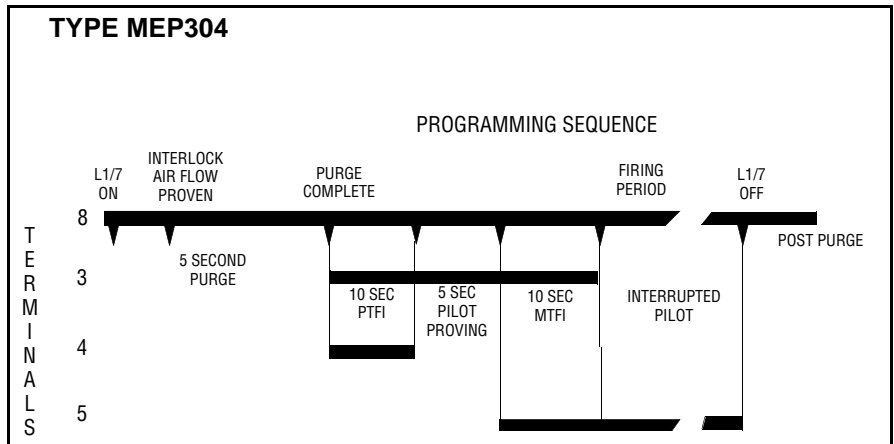 TYPE MEP304
PROGRAMMING SEQUENCE
L1/7
ON
INTERLOCK
AIR FLOW
PROVEN
PURGE
COMPLETE
FIRING
PERIOD
L1/7
OFF
TERMINALS
8
5 SECOND
PURGE
POST PURGE
3
10 SEC
PTFI
5 SEC
PILOT
PROVING
10 SEC
MTFI
INTERRUPTED
PILOT
4
5